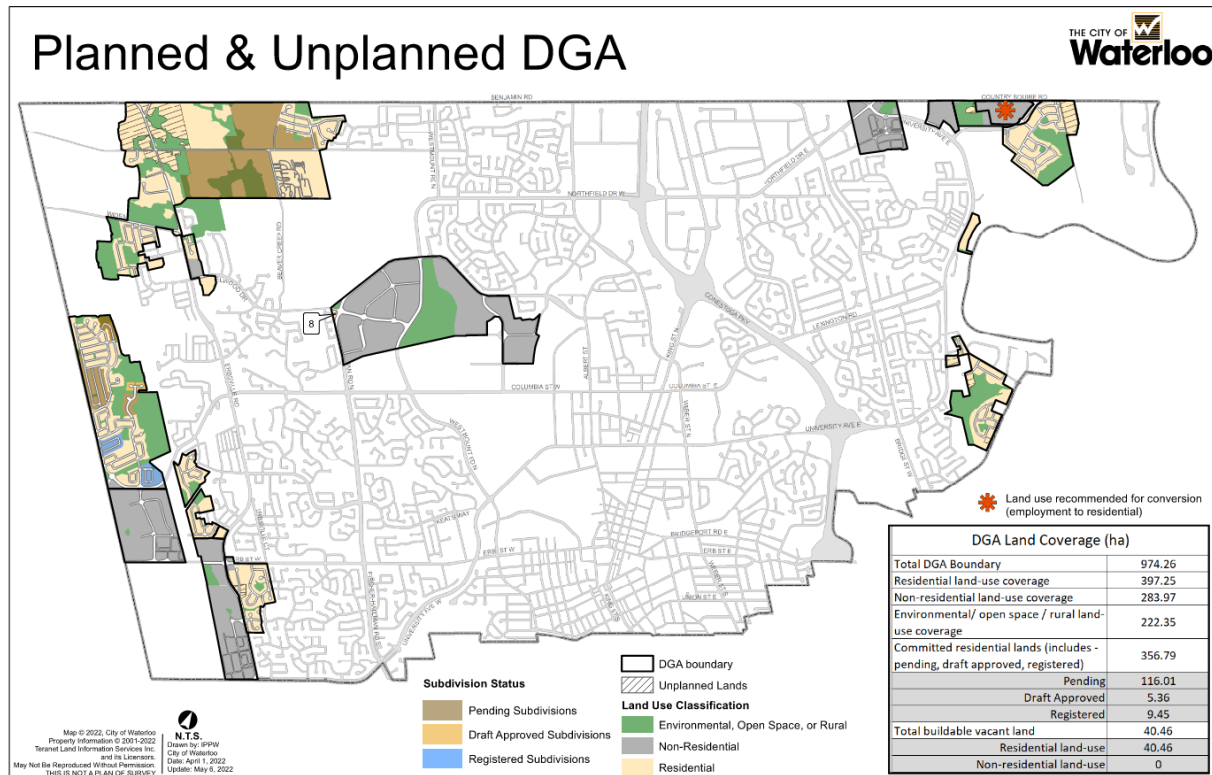 Planned & Unplanned DGA
THE CITY OF
Waterloo
BENJAMIN RD
COUNTRY SQUIRE RD
UNIVERSITY AVE E
WESTMOUNT RD N
NORTHFIELD DR E
NORTHFIELD DR W
BEAVER CREEK RD
8
CONESTOGA PKY
LEXINGTON RD
KING ST N
ALBERT ST
COLUMBIA ST W
COLUMBIA ST E
ERBSVILLE RD
WEBER ST N
UNIVERSITY AVE E
WESTMOUNT RD N
BRIDGE ST W
KEATSWAY
BRIDGEPORT RD E
ERB ST W
ERB ST E
UNION ST E
FISCHER-HALLMAN RD N
UNIVERSITY AVE W
KING ST S
WEBER ST S
Land use recommended for conversion
(employment to residential)
DGA Land Coverage (ha)
Total DGA Boundary 974.26
Residential land-use coverage 397.25
Non-residential land-use coverage 283.97
Environmental/ open space / rural land-
use coverage 222.35
Committed residential lands (includes -
pending, draft approved, registered) 356.79
Pending 116.01
Draft Approved 5.36
Registered 9.45
Total buildable vacant land 40.46
Residential land-use 40.46
Non-residential land-use 0
DGA boundary
Unplanned Lands
Subdivision Status
Pending Subdivisions
Draft Approved Subdivisions
Registered Subdivisions
Land Use Classification
Environmental, Open Space, or Rural
Non-Residential
Residential
Map © 2022, City of Waterloo
Property Information © 2001-2022
Teranet Land Information Services Inc.
and its Licensors.
May Not Be Reproduced Without Permission.
THIS IS NOT A PLAN OF SURVEY
N.T.S.
Drawn by: IPPW
City of Waterloo
Date: April 1, 2022
Update: May 6, 2022